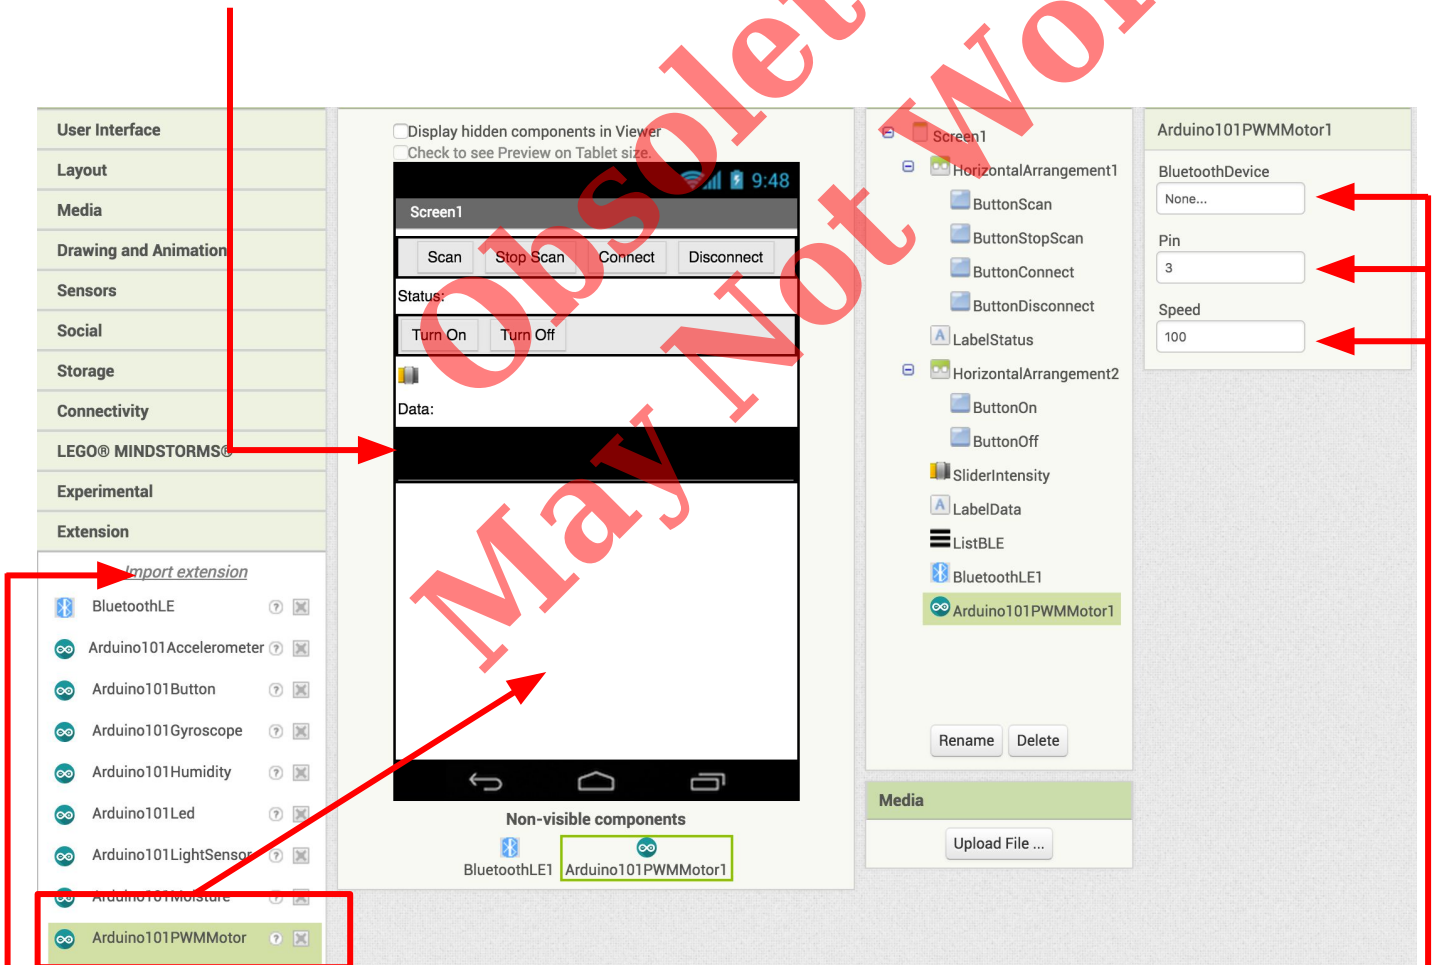 User Interface
Layout
Media
Drawing and Animation
Sensors
Social
Storage
Connectivity
LEGO® MINDSTORMS®
Experimental
Extension
Import extension
BluetoothLE
Arduino101Accelerometer
Arduino101Button
Arduino101Gyroscope
Arduino101Humidity
Arduino101Led
Arduino101LightSensor
Arduino101Moisture
Arduino101PWMMotor
Display hidden components in Viewer
Check to see Preview on Tablet size.
9:48
Screen1
Scan Stop Scan Connect Disconnect
Status:
Turn On Turn Off
Data:
Non-visible components
BluetoothLE1 Arduino101PWMMotor1
Screen1
HorizontalArrangement1
ButtonScan
ButtonStopScan
ButtonConnect
ButtonDisconnect
LabelStatus
HorizontalArrangement2
ButtonOn
ButtonOff
SliderIntensity
LabelData
ListBLE
BluetoothLE1
Arduino101PWMMotor1
Rename Delete
Media
Upload File ...
Arduino101PWMMotor1
BluetoothDevice
None...
Pin
3
Speed
100
Obsolet
May Not Wor